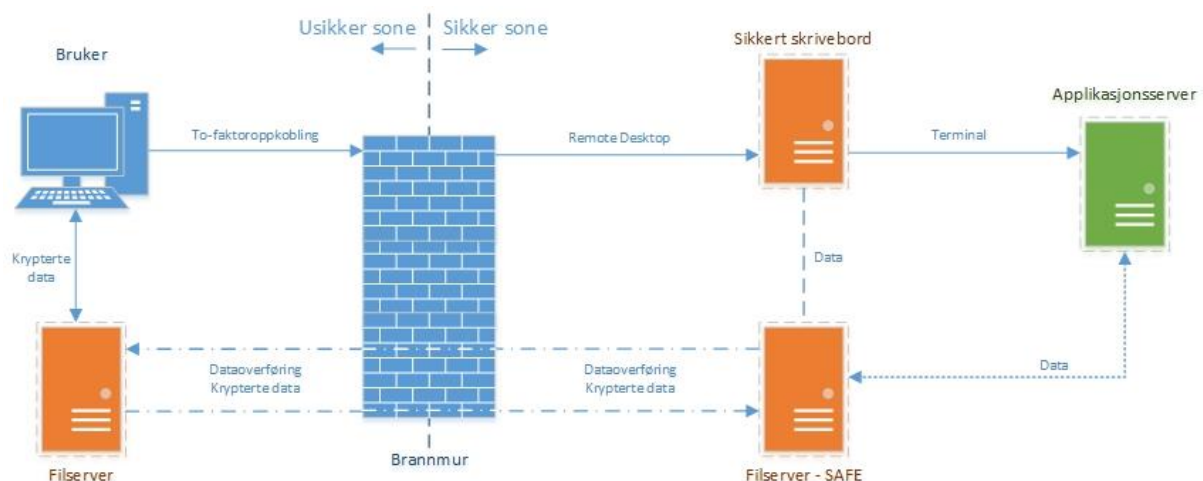 Usikker sone
Sikker sone
Bruker
Sikkert skrivebord
Applikasjonsserver
To-faktoroppkobling
Remote Desktop
Terminal
Krypterte
data
Data
Dataoverføring
Krypterte data
Dataoverføring
Krypterte data
Data
Filserver
Brannmur
Filserver - SAFE